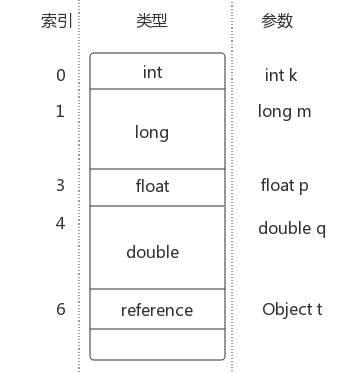 索引 类型 参数
0 int int k
1 long long m
3 float float p
4 double double q
6 reference Object t